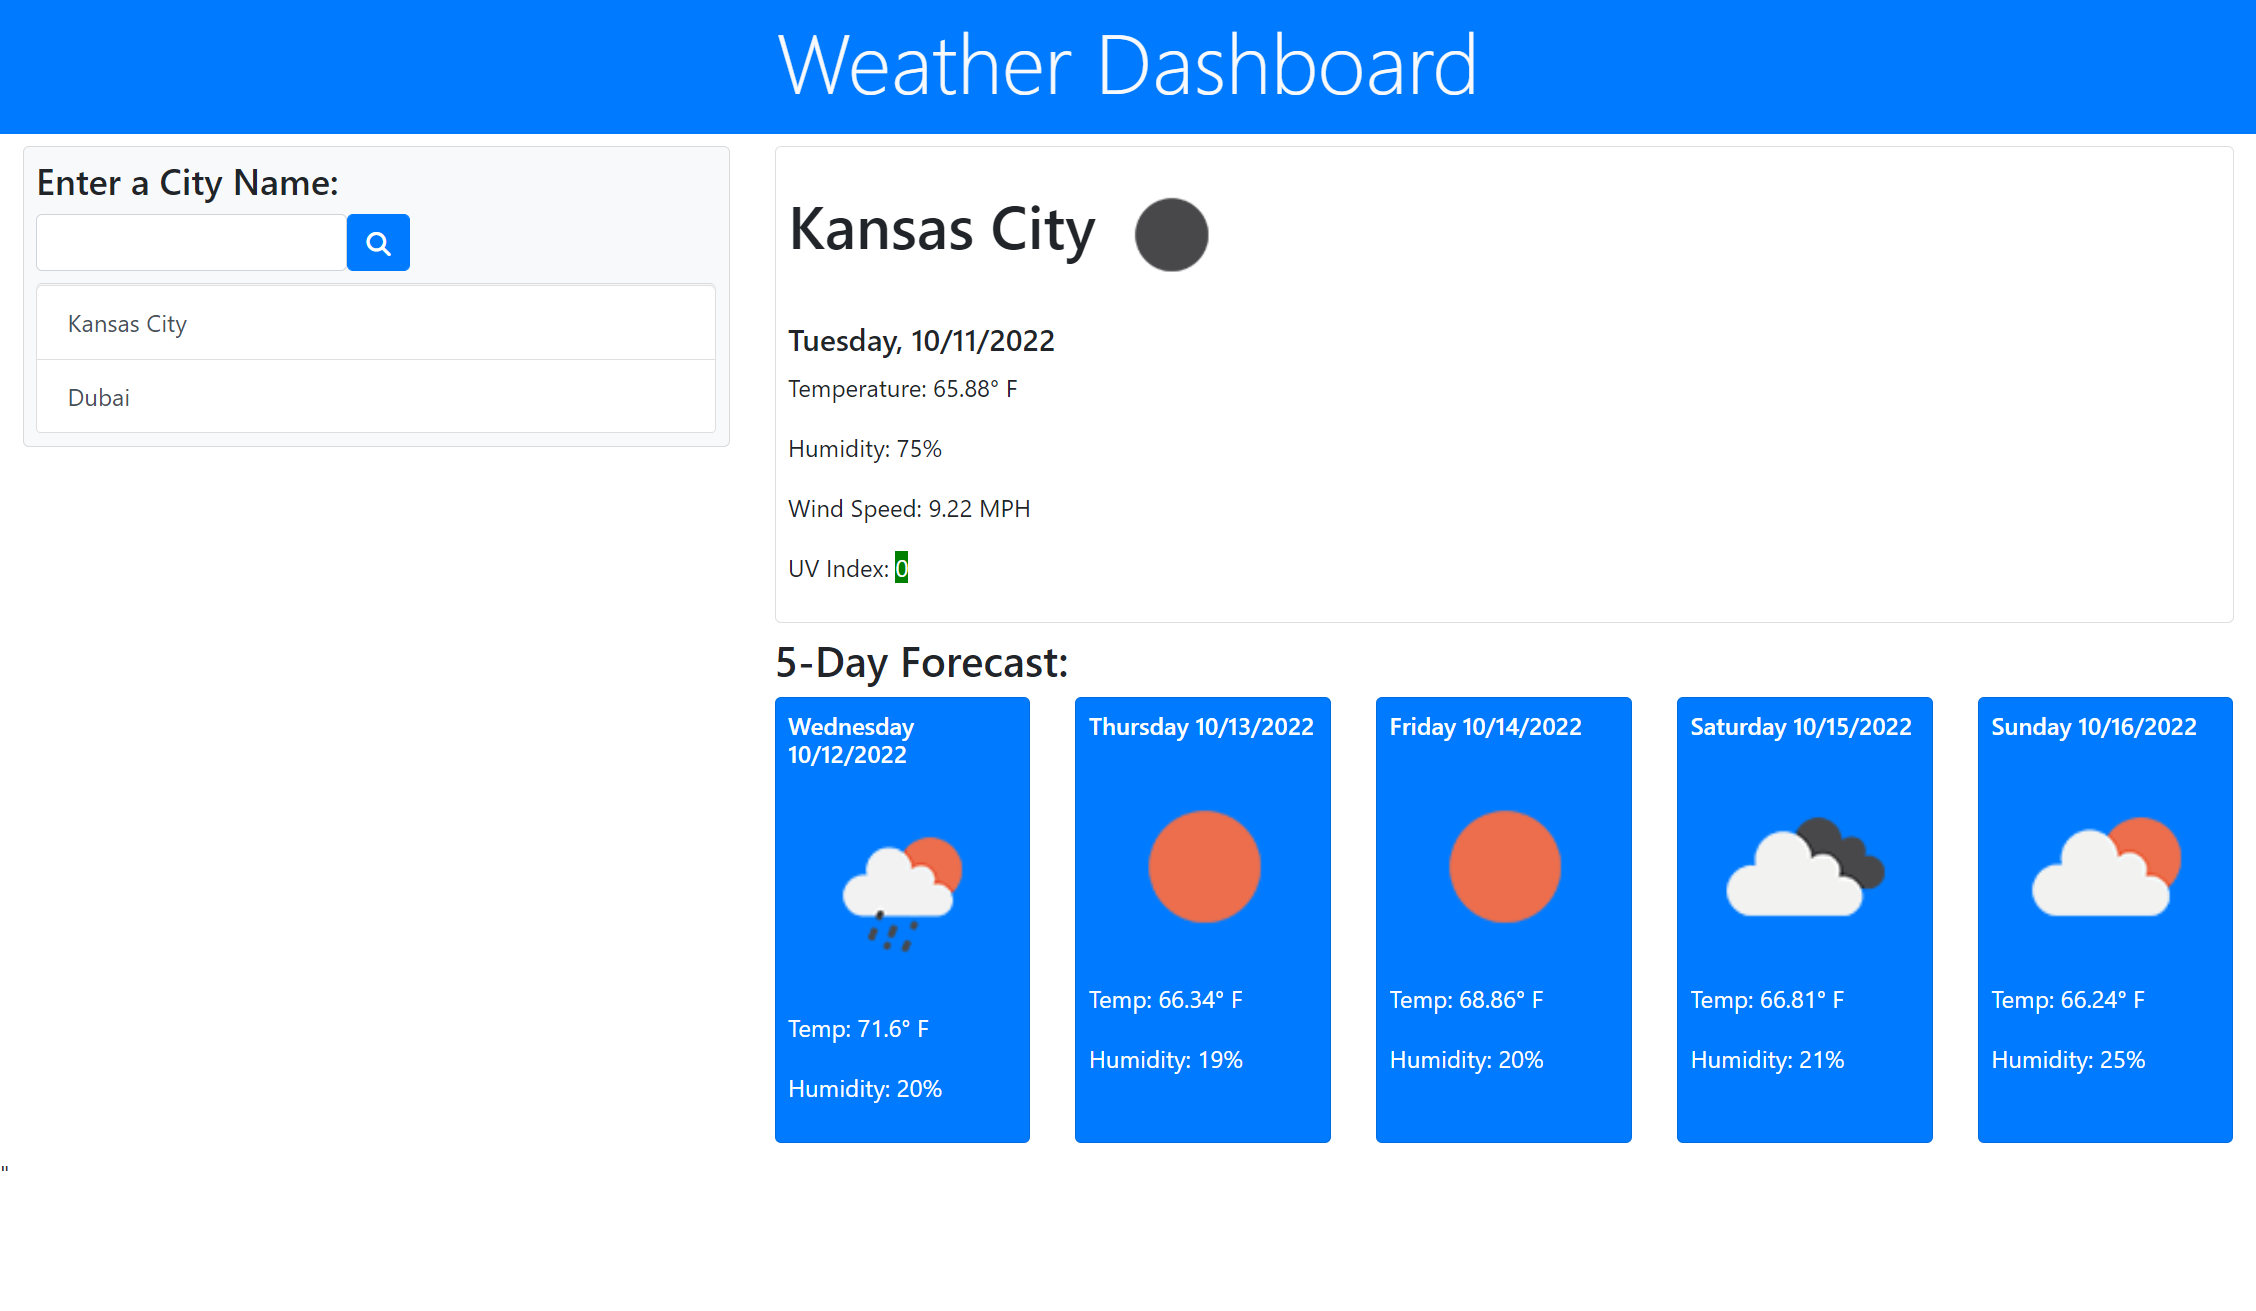 Weather Dashboard
Enter a City Name:
Kansas City
Dubai
Kansas City
Tuesday, 10/11/2022
Temperature: 65.88° F
Humidity: 75%
Wind Speed: 9.22 MPH
UV Index: 0
5-Day Forecast:
Wednesday
10/12/2022
Temp: 71.6° F
Humidity: 20%
Thursday 10/13/2022
Temp: 66.34° F
Humidity: 19%
Friday 10/14/2022
Temp: 68.86° F
Humidity: 20%
Saturday 10/15/2022
Temp: 66.81° F
Humidity: 21%
Sunday 10/16/2022
Temp: 66.24° F
Humidity: 25%
"